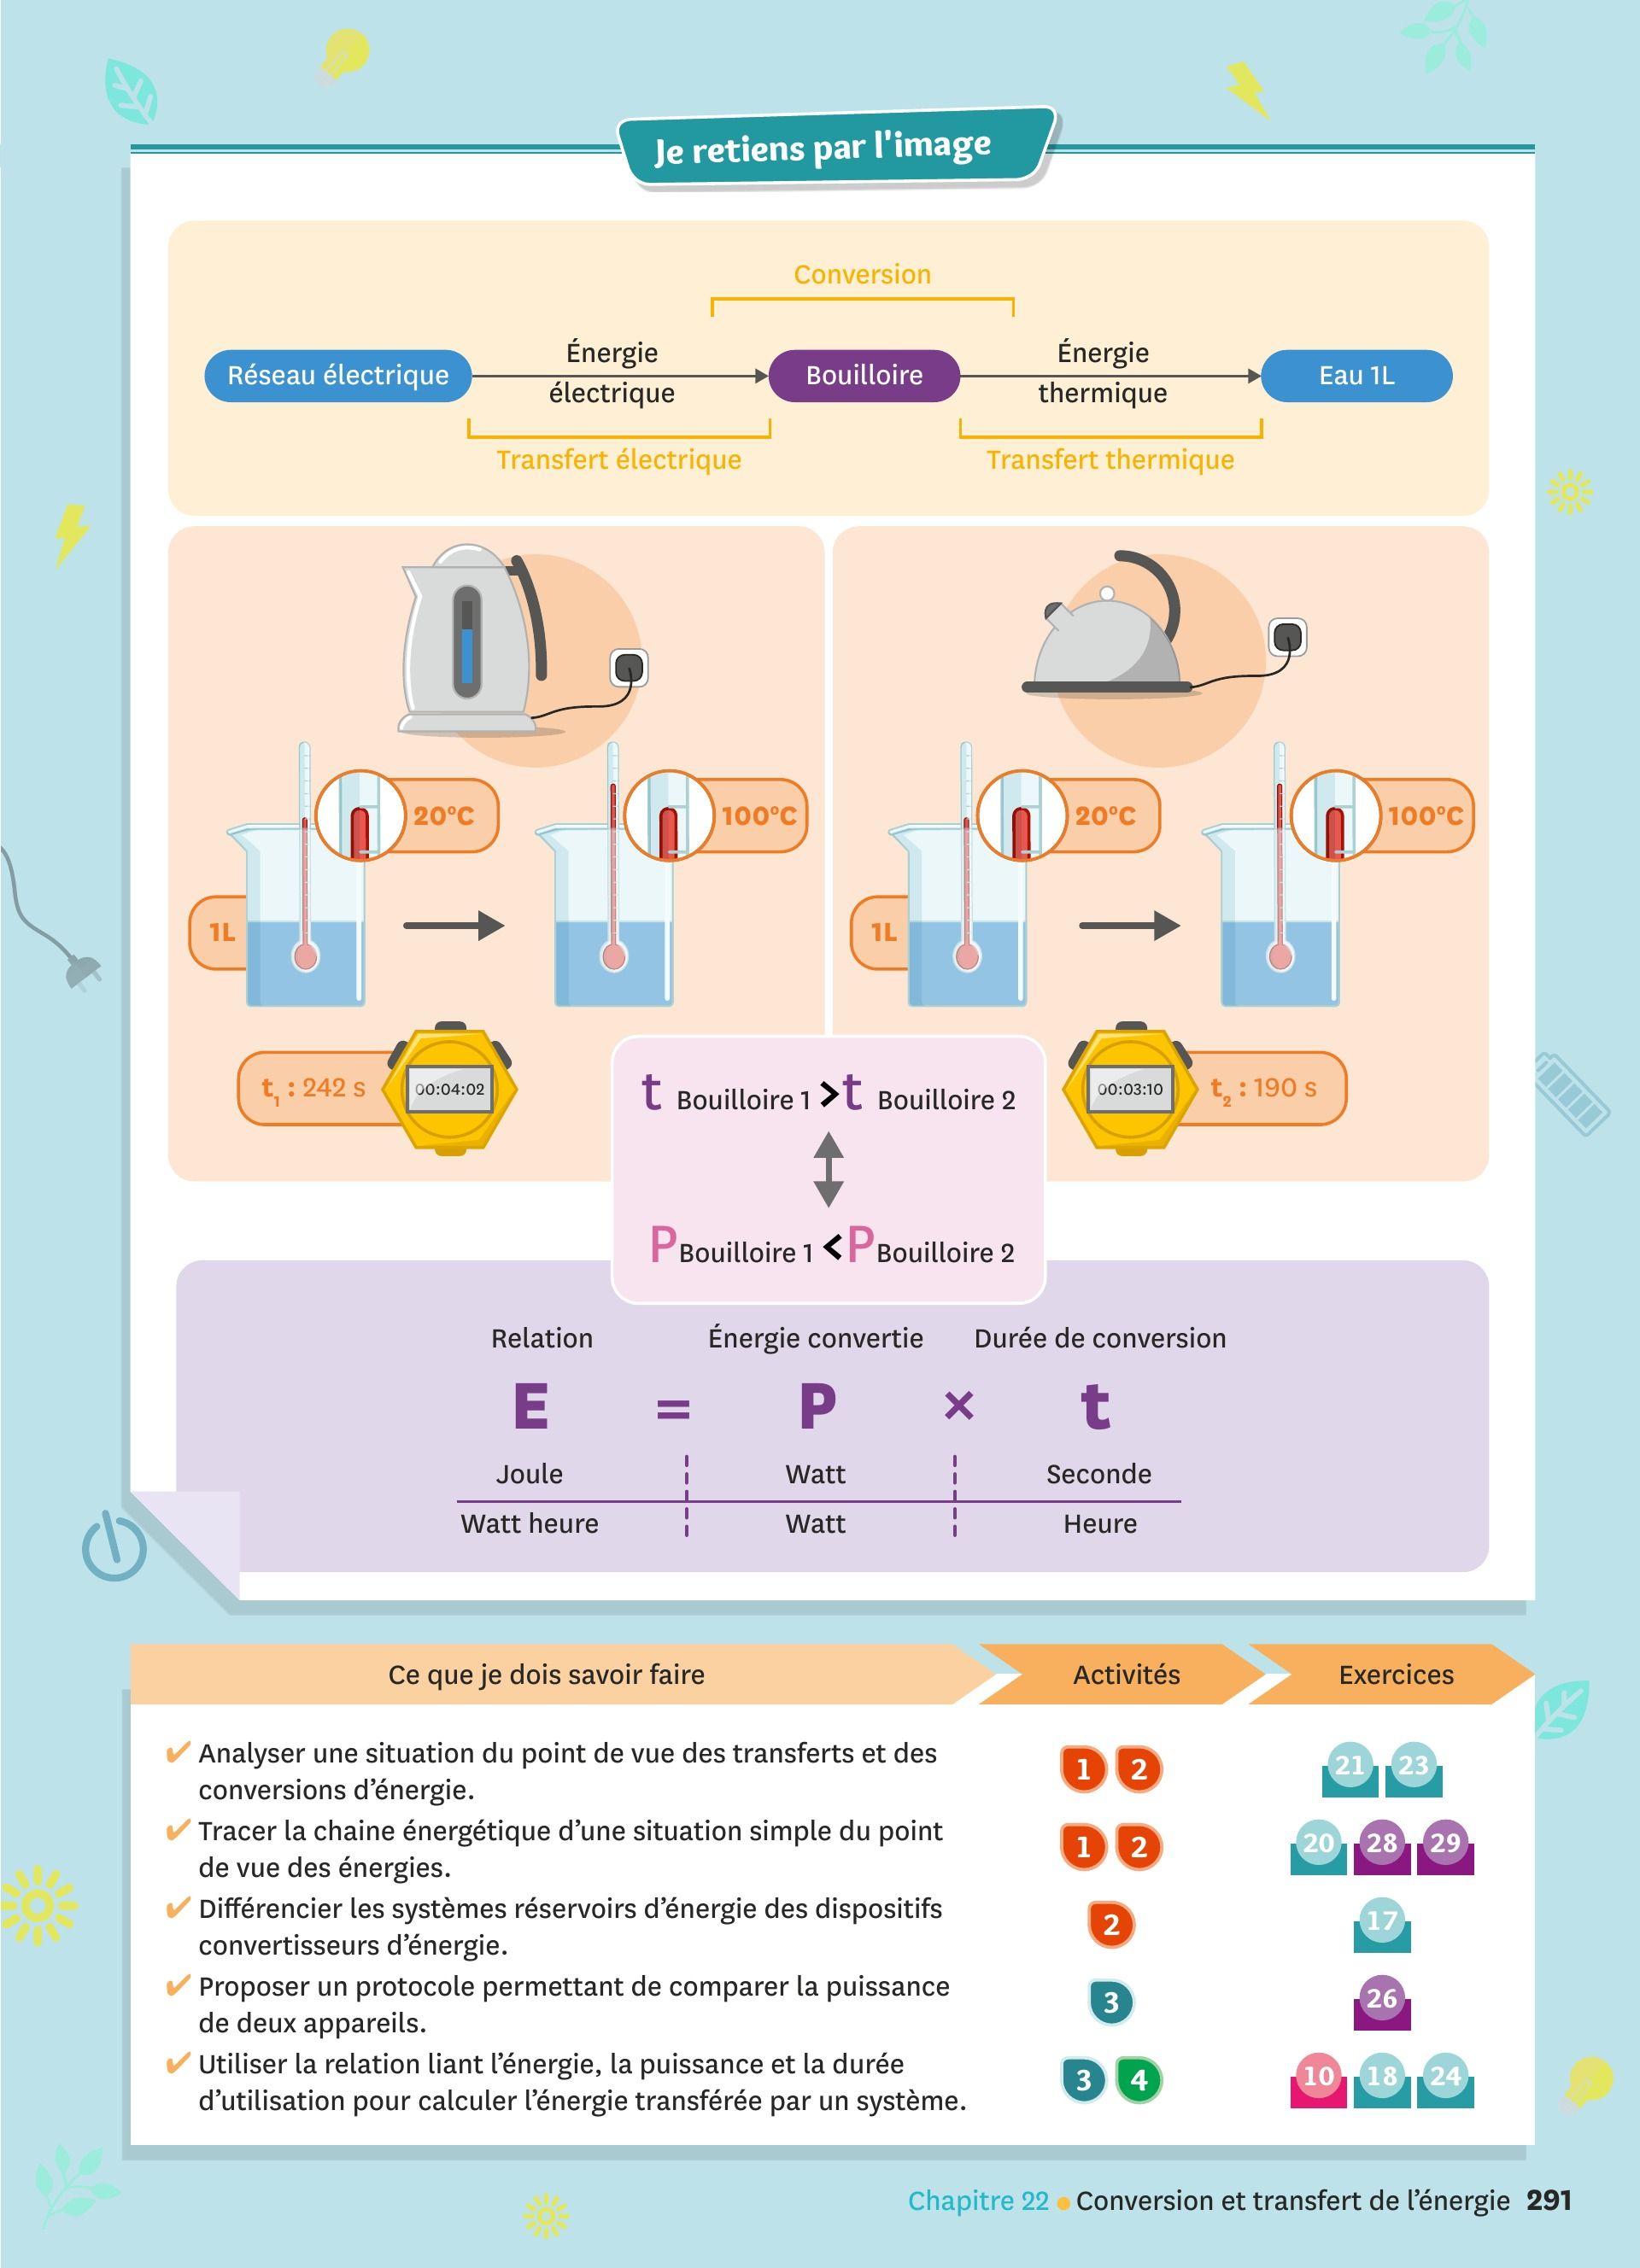 Je retiens par l'image
Conversion
Réseau électrique
Énergie
électrique
Bouilloire
Énergie
thermique
Eau 1L
Transfert électrique
Transfert thermique
20°C
100°C
1L
t1 : 242 s
00:04:02
20°C
100°C
1L
00:03:10
t2 : 190 s
t Bouilloire 1 > t Bouilloire 2
P Bouilloire 1 < P Bouilloire 2
Relation Énergie convertie Durée de conversion
E = P × t
Joule Watt Seconde
Watt heure Watt Heure
Ce que je dois savoir faire Activités Exercices
✔ Analyser une situation du point de vue des transferts et des
conversions d’énergie.
1 2
21 23
✔ Tracer la chaine énergétique d’une situation simple du point
de vue des énergies.
1 2
20 28 29
✔ Différencier les systèmes réservoirs d’énergie des dispositifs
convertisseurs d’énergie.
2
17
✔ Proposer un protocole permettant de comparer la puissance
de deux appareils.
3
26
✔ Utiliser la relation liant l’énergie, la puissance et la durée
d’utilisation pour calculer l’énergie transférée par un système.
3 4
10 18 24
Chapitre 22 • Conversion et transfert de l’énergie 291